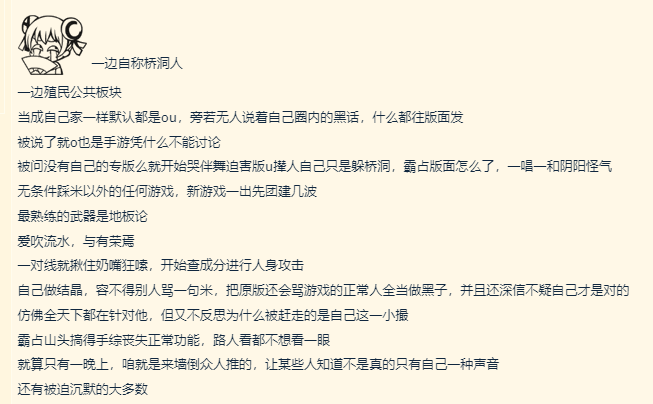 一边自称桥洞人
一边殖民公共板块
当成自己家一样默认都是ou，旁若无人说着自己圈内的黑话，什么都往版面发
被说了就o也是手游凭什么不能讨论
被问没有自己的专版么就开始哭伴舞迫害版u撵人自己只是躲桥洞，霸占版面怎么了，一唱一和阴阳怪气
无条件踩米以外的任何游戏，新游戏一出先团建几波
最熟练的武器是地板论
爱吹流水，与有荣焉
一对线就揪住奶嘴狂嗦，开始查成分进行人身攻击
自己做结晶，容不得别人骂一句米，把原版还会骂游戏的正常人全当做黑子，并且还深信不疑自己才是对的
仿佛全天下都在针对他，但又不反思为什么被赶走的是自己这一小撮
霸占山头搞得手综丧失正常功能，路人看都不想看一眼
就算只有一晚上，咱就是来墙倒众人推的，让某些人知道不是真的只有自己一种声音
还有被迫沉默的大多数